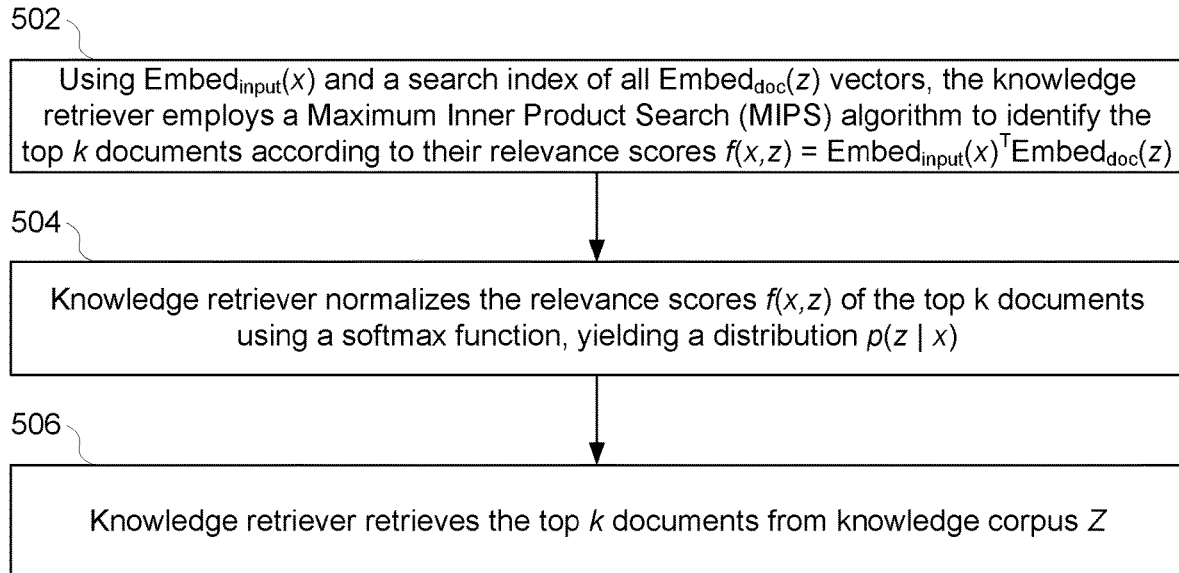 502
Using Embed_input(x) and a search index of all Embed_doc(z) vectors, the knowledge
retriever employs a Maximum Inner Product Search (MIPS) algorithm to identify the
top k documents according to their relevance scores f(x,z) = Embed_input(x)^T Embed_doc(z)
504
Knowledge retriever normalizes the relevance scores f(x,z) of the top k documents
using a softmax function, yielding a distribution p(z | x)
506
Knowledge retriever retrieves the top k documents from knowledge corpus Z